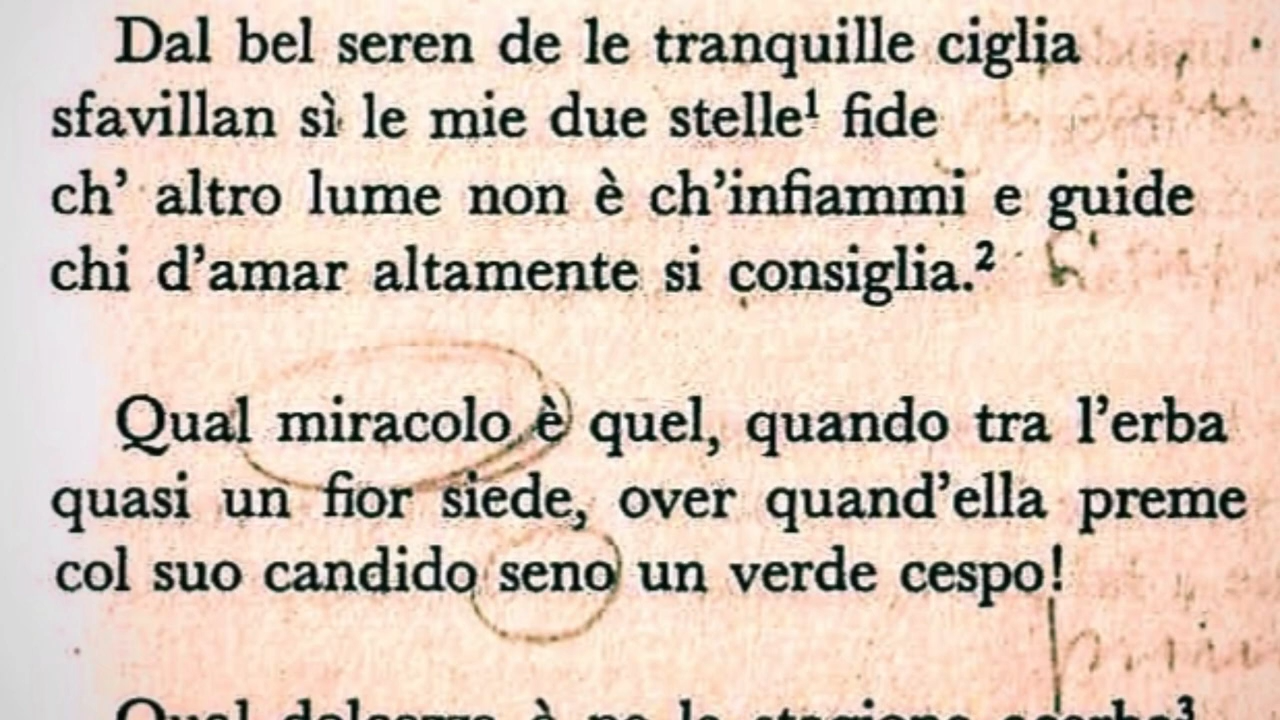 Dal bel seren de le tranquille ciglia
sfavillan sì le mie due stelle¹ fide
ch' altro lume non è ch'infiammi e guide
chi d'amar altamente si consiglia.²
Qual miracolo è quel, quando tra l'erba
quasi un fior siede, over quand'ella preme
col suo candido seno un verde cespo!